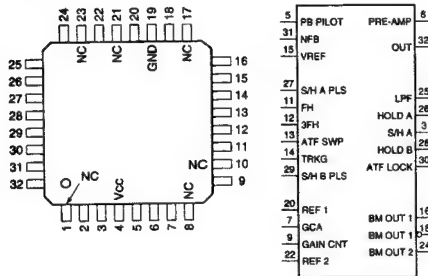 24 23 22 21 20 19 18 17
NC NC GND NC
25 16
26 15
27 14
28 13
29 12
30 11
31 NC 10
32 9
NC
VCC NC
1 2 3 4 5 6 7 8
5 PB PILOT PRE-AMP 6
31 NFB
15 VREF OUT 32
27 S/H A PLS LPF 25
11 FH HOLD A 26
12 3FH S/H A 3
13 ATF SWP HOLD B 28
14 TRKG ATF LOCK 30
29 S/H B PLS
20 REF 1 BM OUT 1 16
7 GCA BM OUT 1 18
9 GAIN CNT BM OUT 2 24
22 REF 2